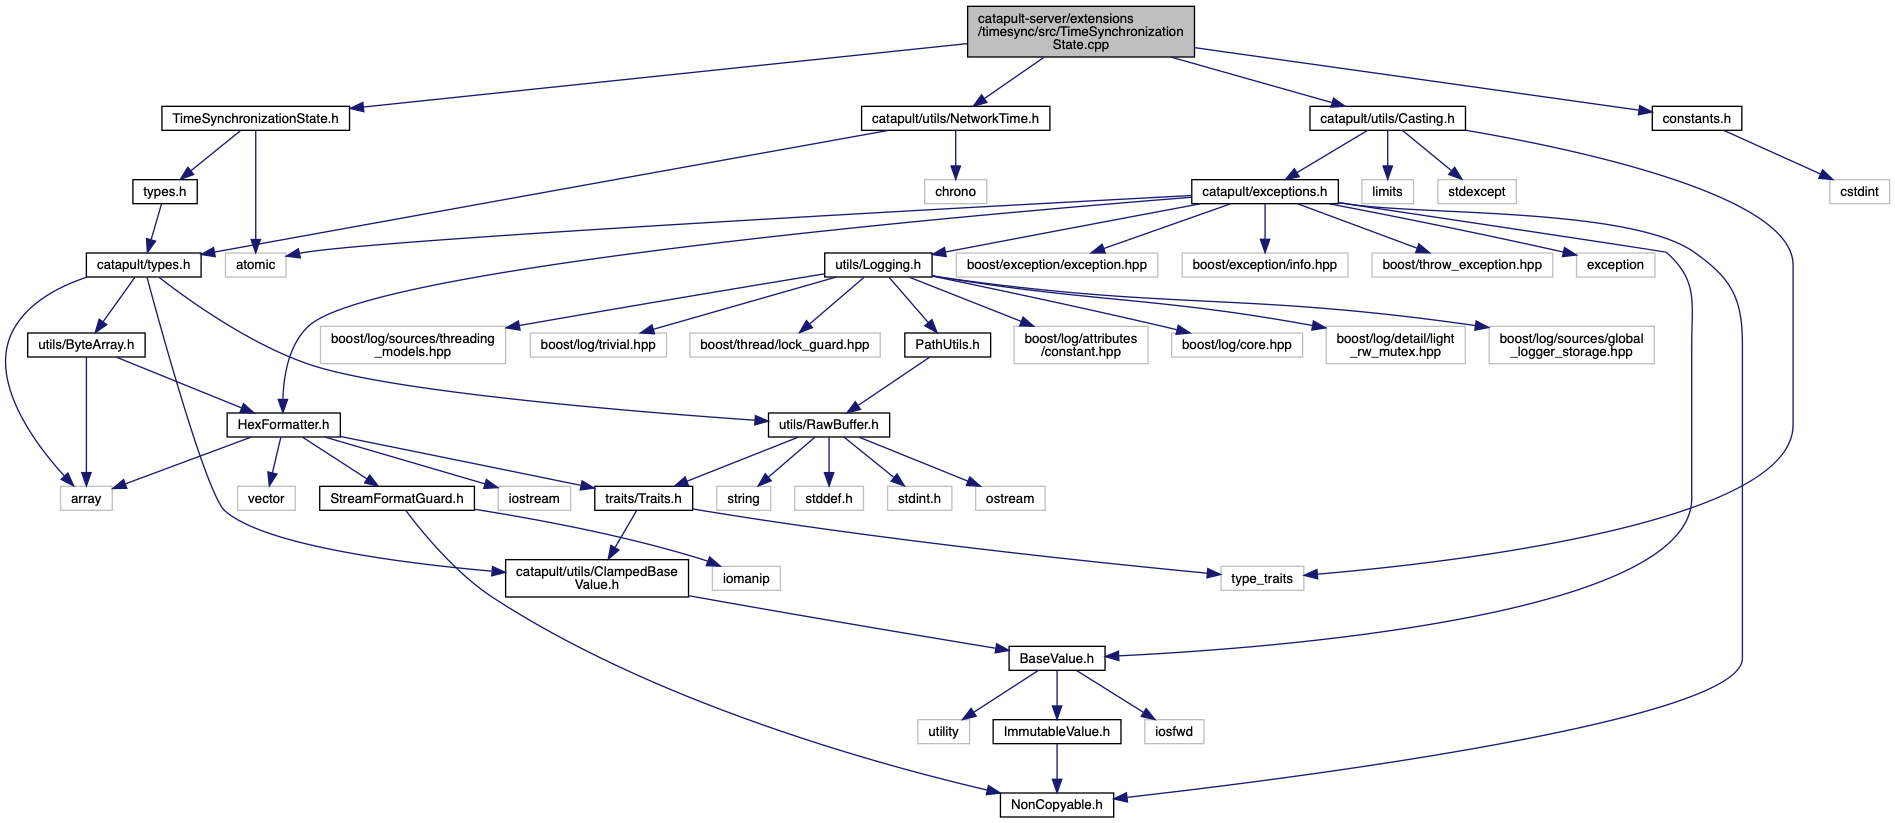 catapult-server/extensions
/timesync/src/TimeSynchronization
State.cpp
TimeSynchronizationState.h
catapult/utils/NetworkTime.h
catapult/utils/Casting.h
constants.h
types.h
chrono
catapult/exceptions.h
limits
stdexcept
cstdint
catapult/types.h
atomic
utils/Logging.h
boost/exception/exception.hpp
boost/exception/info.hpp
boost/throw_exception.hpp
exception
utils/ByteArray.h
boost/log/sources/threading
_models.hpp
boost/log/trivial.hpp
boost/thread/lock_guard.hpp
PathUtils.h
boost/log/attributes
/constant.hpp
boost/log/core.hpp
boost/log/detail/light
_rw_mutex.hpp
boost/log/sources/global
_logger_storage.hpp
HexFormatter.h
utils/RawBuffer.h
array
vector
StreamFormatGuard.h
iostream
traits/Traits.h
string
stddef.h
stdint.h
ostream
catapult/utils/ClampedBase
Value.h
iomanip
type_traits
BaseValue.h
utility
ImmutableValue.h
iosfwd
NonCopyable.h